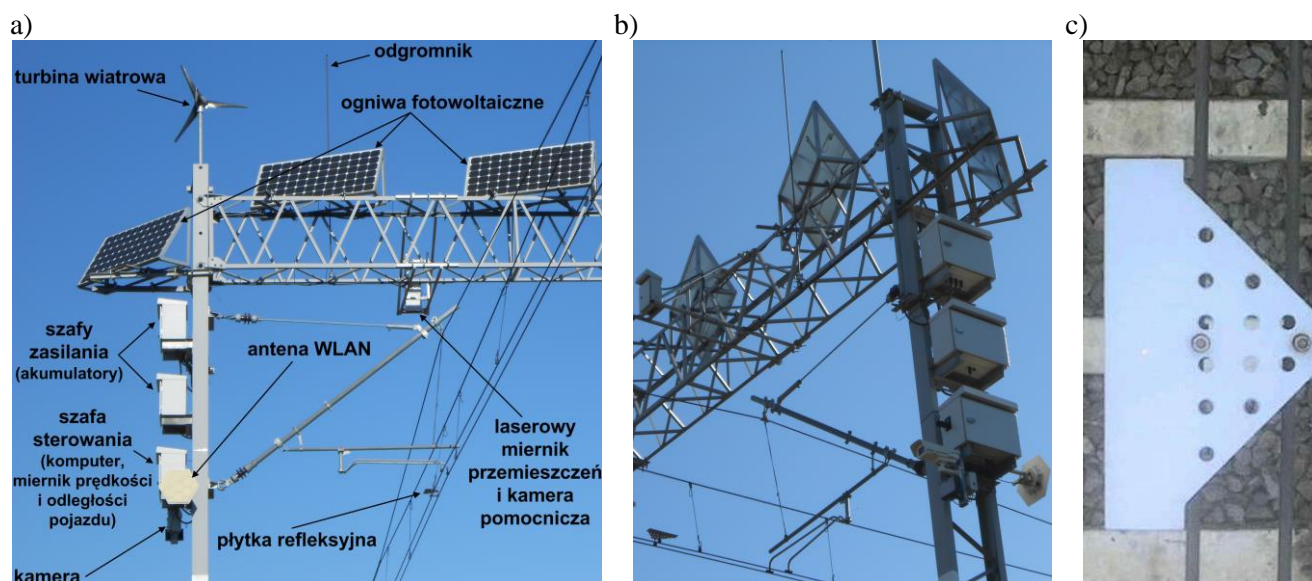 a)
b)
c)
odgromnik
turbina wiatrowa
ogniwa fotowoltaiczne
szafy
zasilania
(akumulatory)
antena WLAN
szafa
sterowania
(komputer,
miernik prędkości
i odległości
pojazdu)
laserowy
miernik
przemieszczeń
i kamera
pomocnicza
płytka refleksyjna
kamera